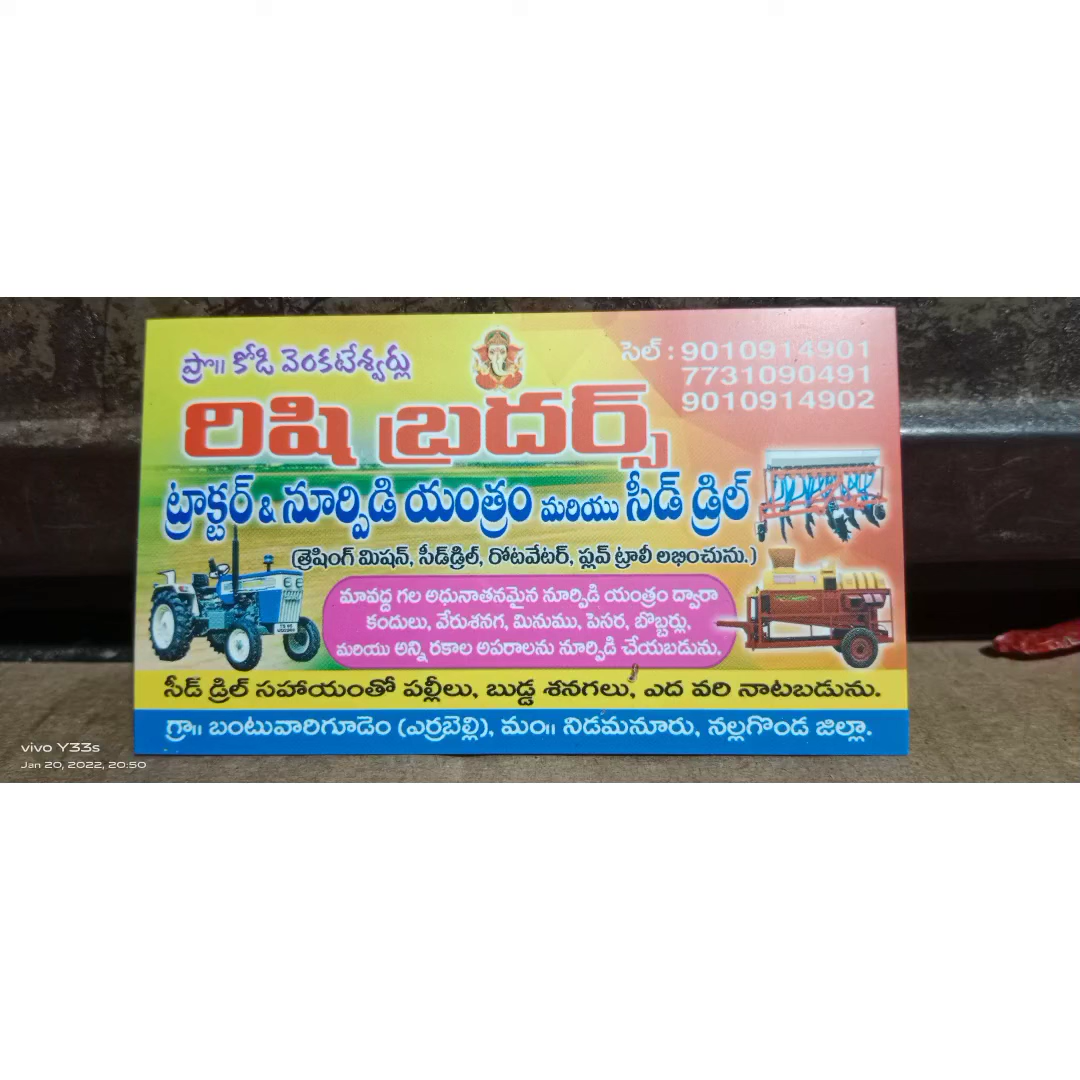 ప్రొ॥ కోడి వెంకటేశ్వర్లు
సెల్ : 9010914901
7731090491
9010914902
రిషి బ్రదర్స్
ట్రాక్టర్ & నూర్పిడి యంత్రం మరియు సీడ్ డ్రిల్
(త్రెషింగ్ మిషన్, సీడ్‌డ్రిల్, రోటవేటర్, ప్లవ్ ట్రాలీ లభించును.)
మావద్ద గల అధునాతనమైన నూర్పిడి యంత్రం ద్వారా
కందులు, వేరుశనగ, మినుము, పెసర, బొబ్బర్లు,
మరియు అన్ని రకాల అపరాలను నూర్పిడి చేయబడును.
సీడ్ డ్రిల్ సహాయంతో పల్లీలు, బుడ్డ శనగలు, ఎద వరి నాటబడును.
గ్రా॥ బంటువారిగూడెం (ఎర్రబెల్లి), మం॥ నిడమనూరు, నల్లగొండ జిల్లా.
vivo Y33s
Jan 20, 2022, 20:50